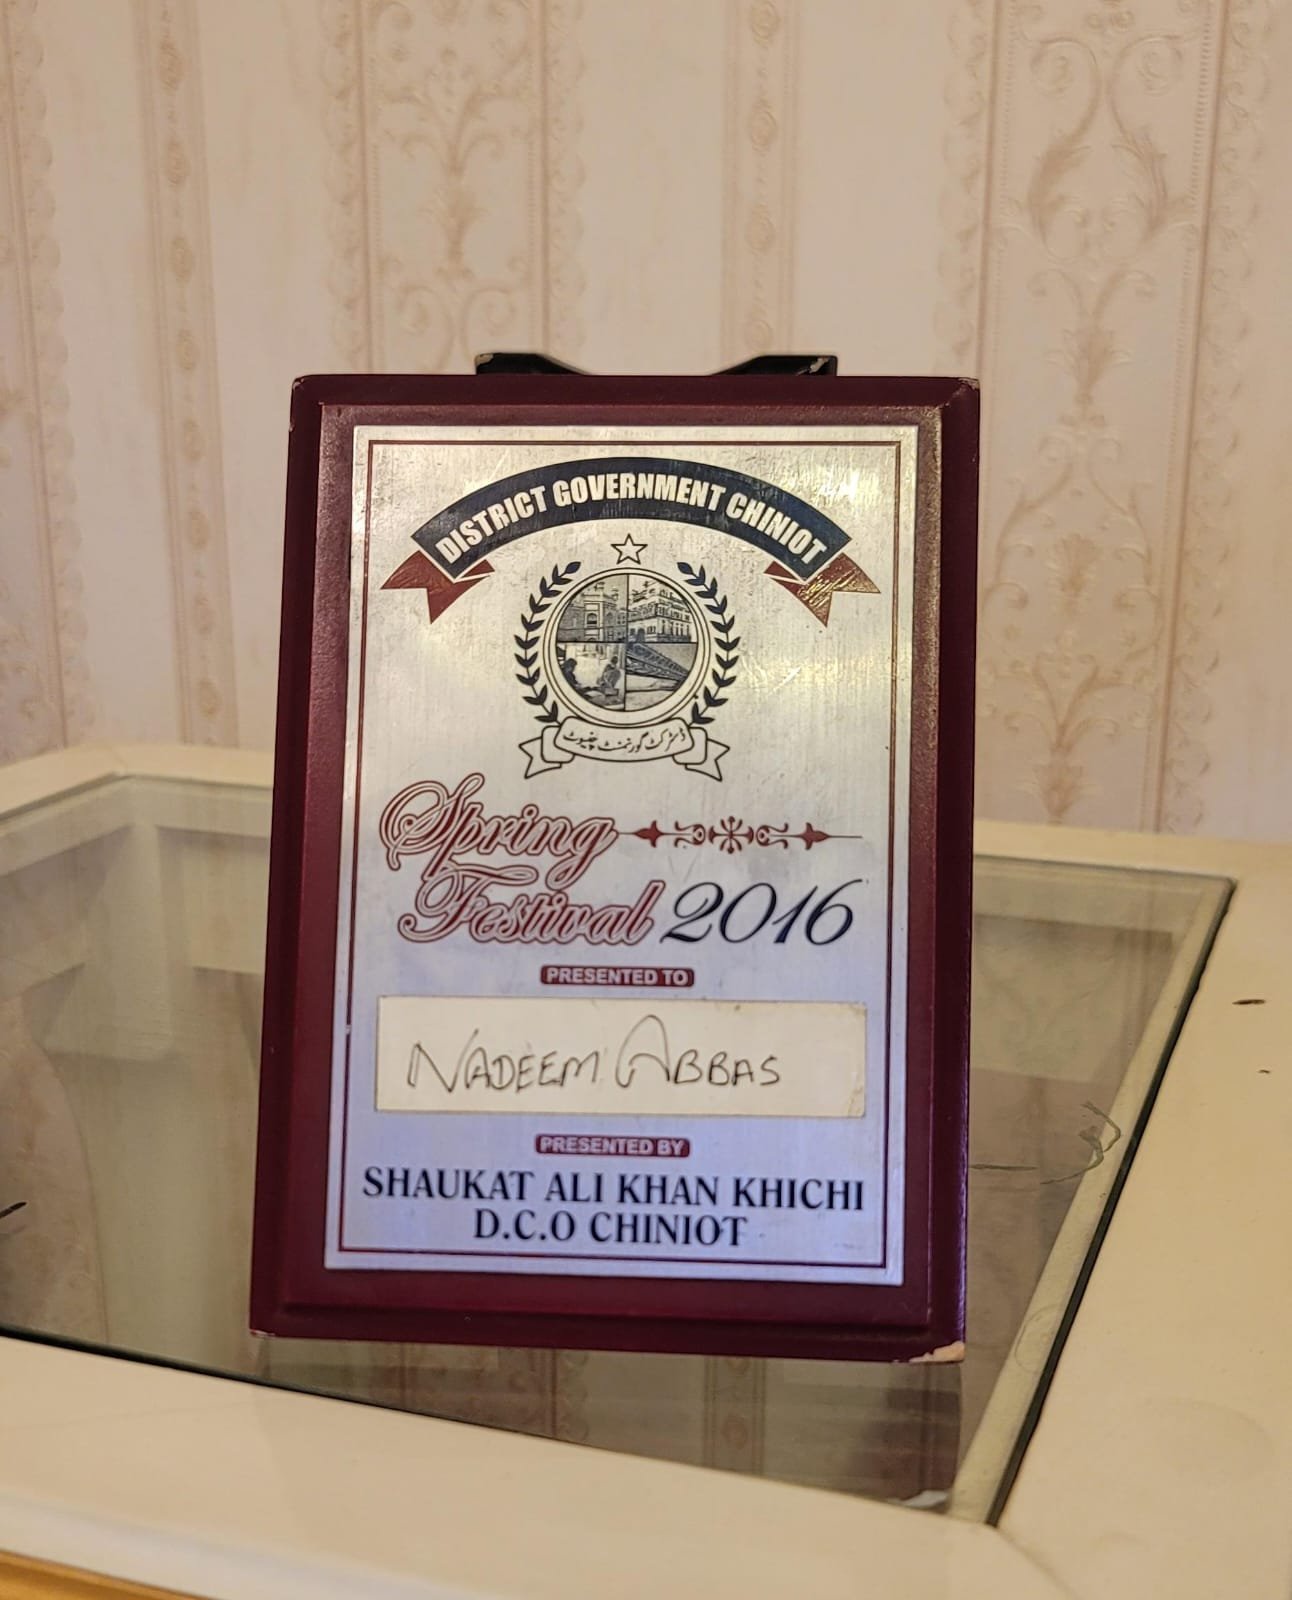 DISTRICT GOVERNMENT CHINIOT
ڈسٹرکٹ گورنمنٹ چنیوٹ
Spring
Festival 2016
PRESENTED TO
NADEEM ABBAS
PRESENTED BY
SHAUKAT ALI KHAN KHICHI
D.C.O CHINIOT